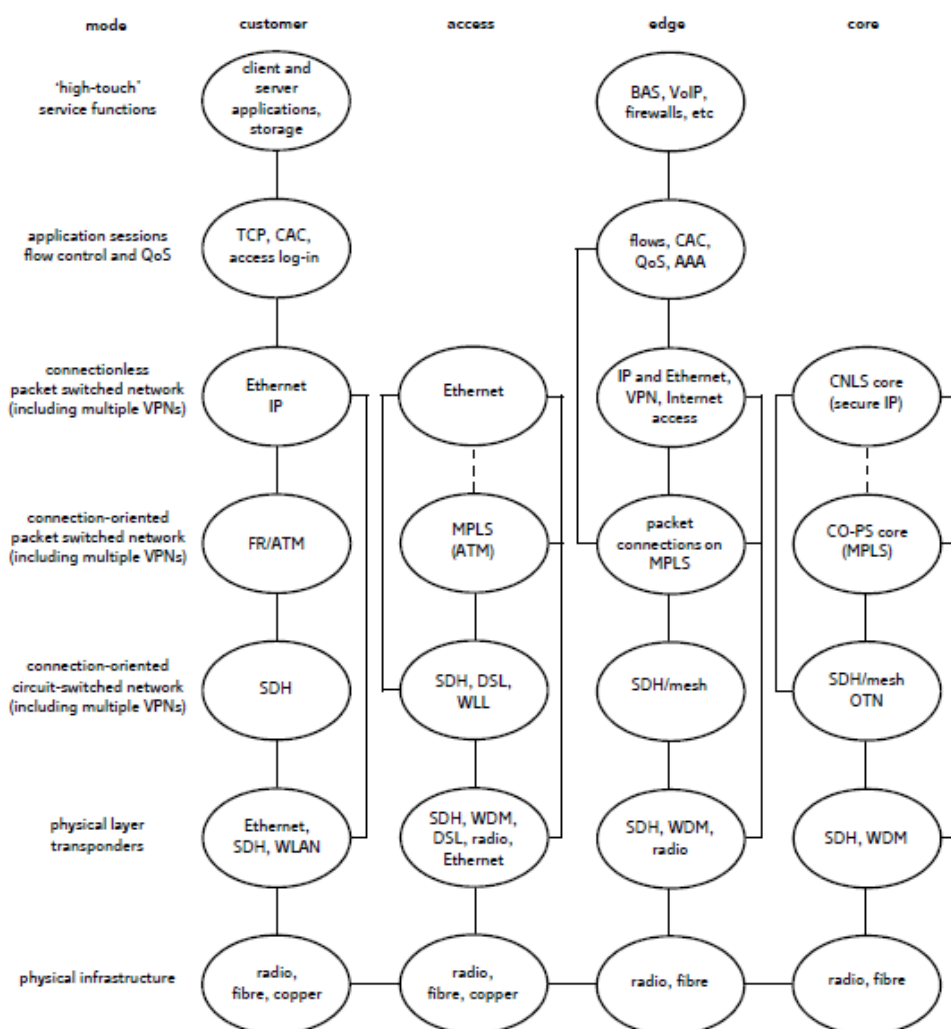 mode
customer
access
edge
core
'high-touch'
service functions
client and
server
applications,
storage
BAS, VoIP,
firewalls, etc
application sessions
flow control and QoS
TCP, CAC,
access log-in
flows, CAC,
QoS, AAA
connectionless
packet switched network
(including multiple VPNs)
Ethernet
IP
Ethernet
IP and Ethernet,
VPN, Internet
access
CNLS core
(secure IP)
connection-oriented
packet switched network
(including multiple VPNs)
FR/ATM
MPLS
(ATM)
packet
connections on
MPLS
CO-PS core
(MPLS)
connection-oriented
circuit-switched network
(including multiple VPNs)
SDH
SDH, DSL,
WLL
SDH/mesh
SDH/mesh
OTN
physical layer
transponders
Ethernet,
SDH, WLAN
SDH, WDM,
DSL, radio,
Ethernet
SDH, WDM,
radio
SDH, WDM
physical infrastructure
radio,
fibre, copper
radio,
fibre, copper
radio, fibre
radio, fibre